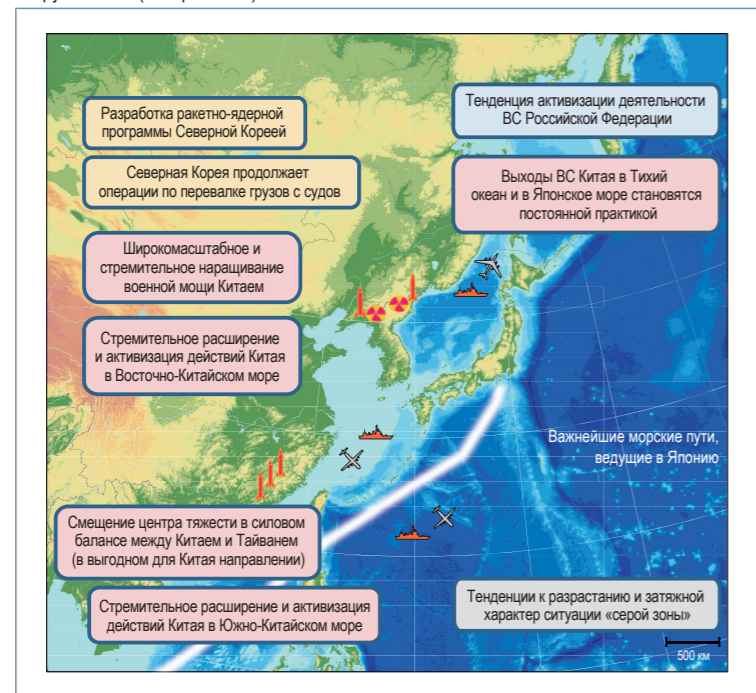 Разработка ракетно-ядерной
программы Северной Кореей
Северная Корея продолжает
операции по перевалке грузов с судов
Широкомасштабное и
стремительное наращивание
военной мощи Китаем
Стремительное расширение
и активизация действий Китая
в Восточно-Китайском море
Тенденция активизации деятельности
ВС Российской Федерации
Выходы ВС Китая в Тихий
океан и в Японское море становятся
постоянной практикой
Важнейшие морские пути,
ведущие в Японию
Смещение центра тяжести в силовом
балансе между Китаем и Тайванем
(в выгодном для Китая направлении)
Стремительное расширение и активизация
действий Китая в Южно-Китайском море
Тенденции к разрастанию и затяжной
характер ситуации «серой зоны»
500 км